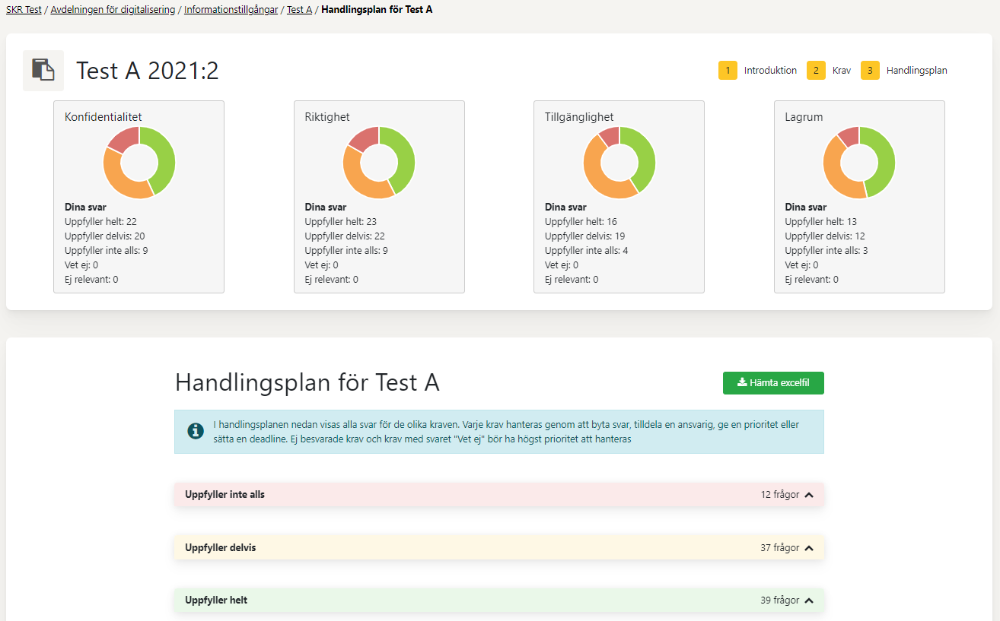 SKR Test / Avdelningen för digitalisering / Informationstillgångar / Test A / Handlingsplan för Test A
Test A 2021:2
1 Introduktion 2 Krav 3 Handlingsplan
Konfidentialitet
Dina svar
Uppfyller helt: 22
Uppfyller delvis: 20
Uppfyller inte alls: 9
Vet ej: 0
Ej relevant: 0
Riktighet
Dina svar
Uppfyller helt: 23
Uppfyller delvis: 22
Uppfyller inte alls: 9
Vet ej: 0
Ej relevant: 0
Tillgänglighet
Dina svar
Uppfyller helt: 16
Uppfyller delvis: 19
Uppfyller inte alls: 4
Vet ej: 0
Ej relevant: 0
Lagrum
Dina svar
Uppfyller helt: 13
Uppfyller delvis: 12
Uppfyller inte alls: 3
Vet ej: 0
Ej relevant: 0
Handlingsplan för Test A
Hämta excelfil
I handlingsplanen nedan visas alla svar för de olika kraven. Varje krav hanteras genom att byta svar, tilldela en ansvarig, ge en prioritet eller
sätta en deadline. Ej besvarade krav och krav med svaret "Vet ej" bör ha högst prioritet att hanteras
Uppfyller inte alls 12 frågor
Uppfyller delvis 37 frågor
Uppfyller helt 39 frågor